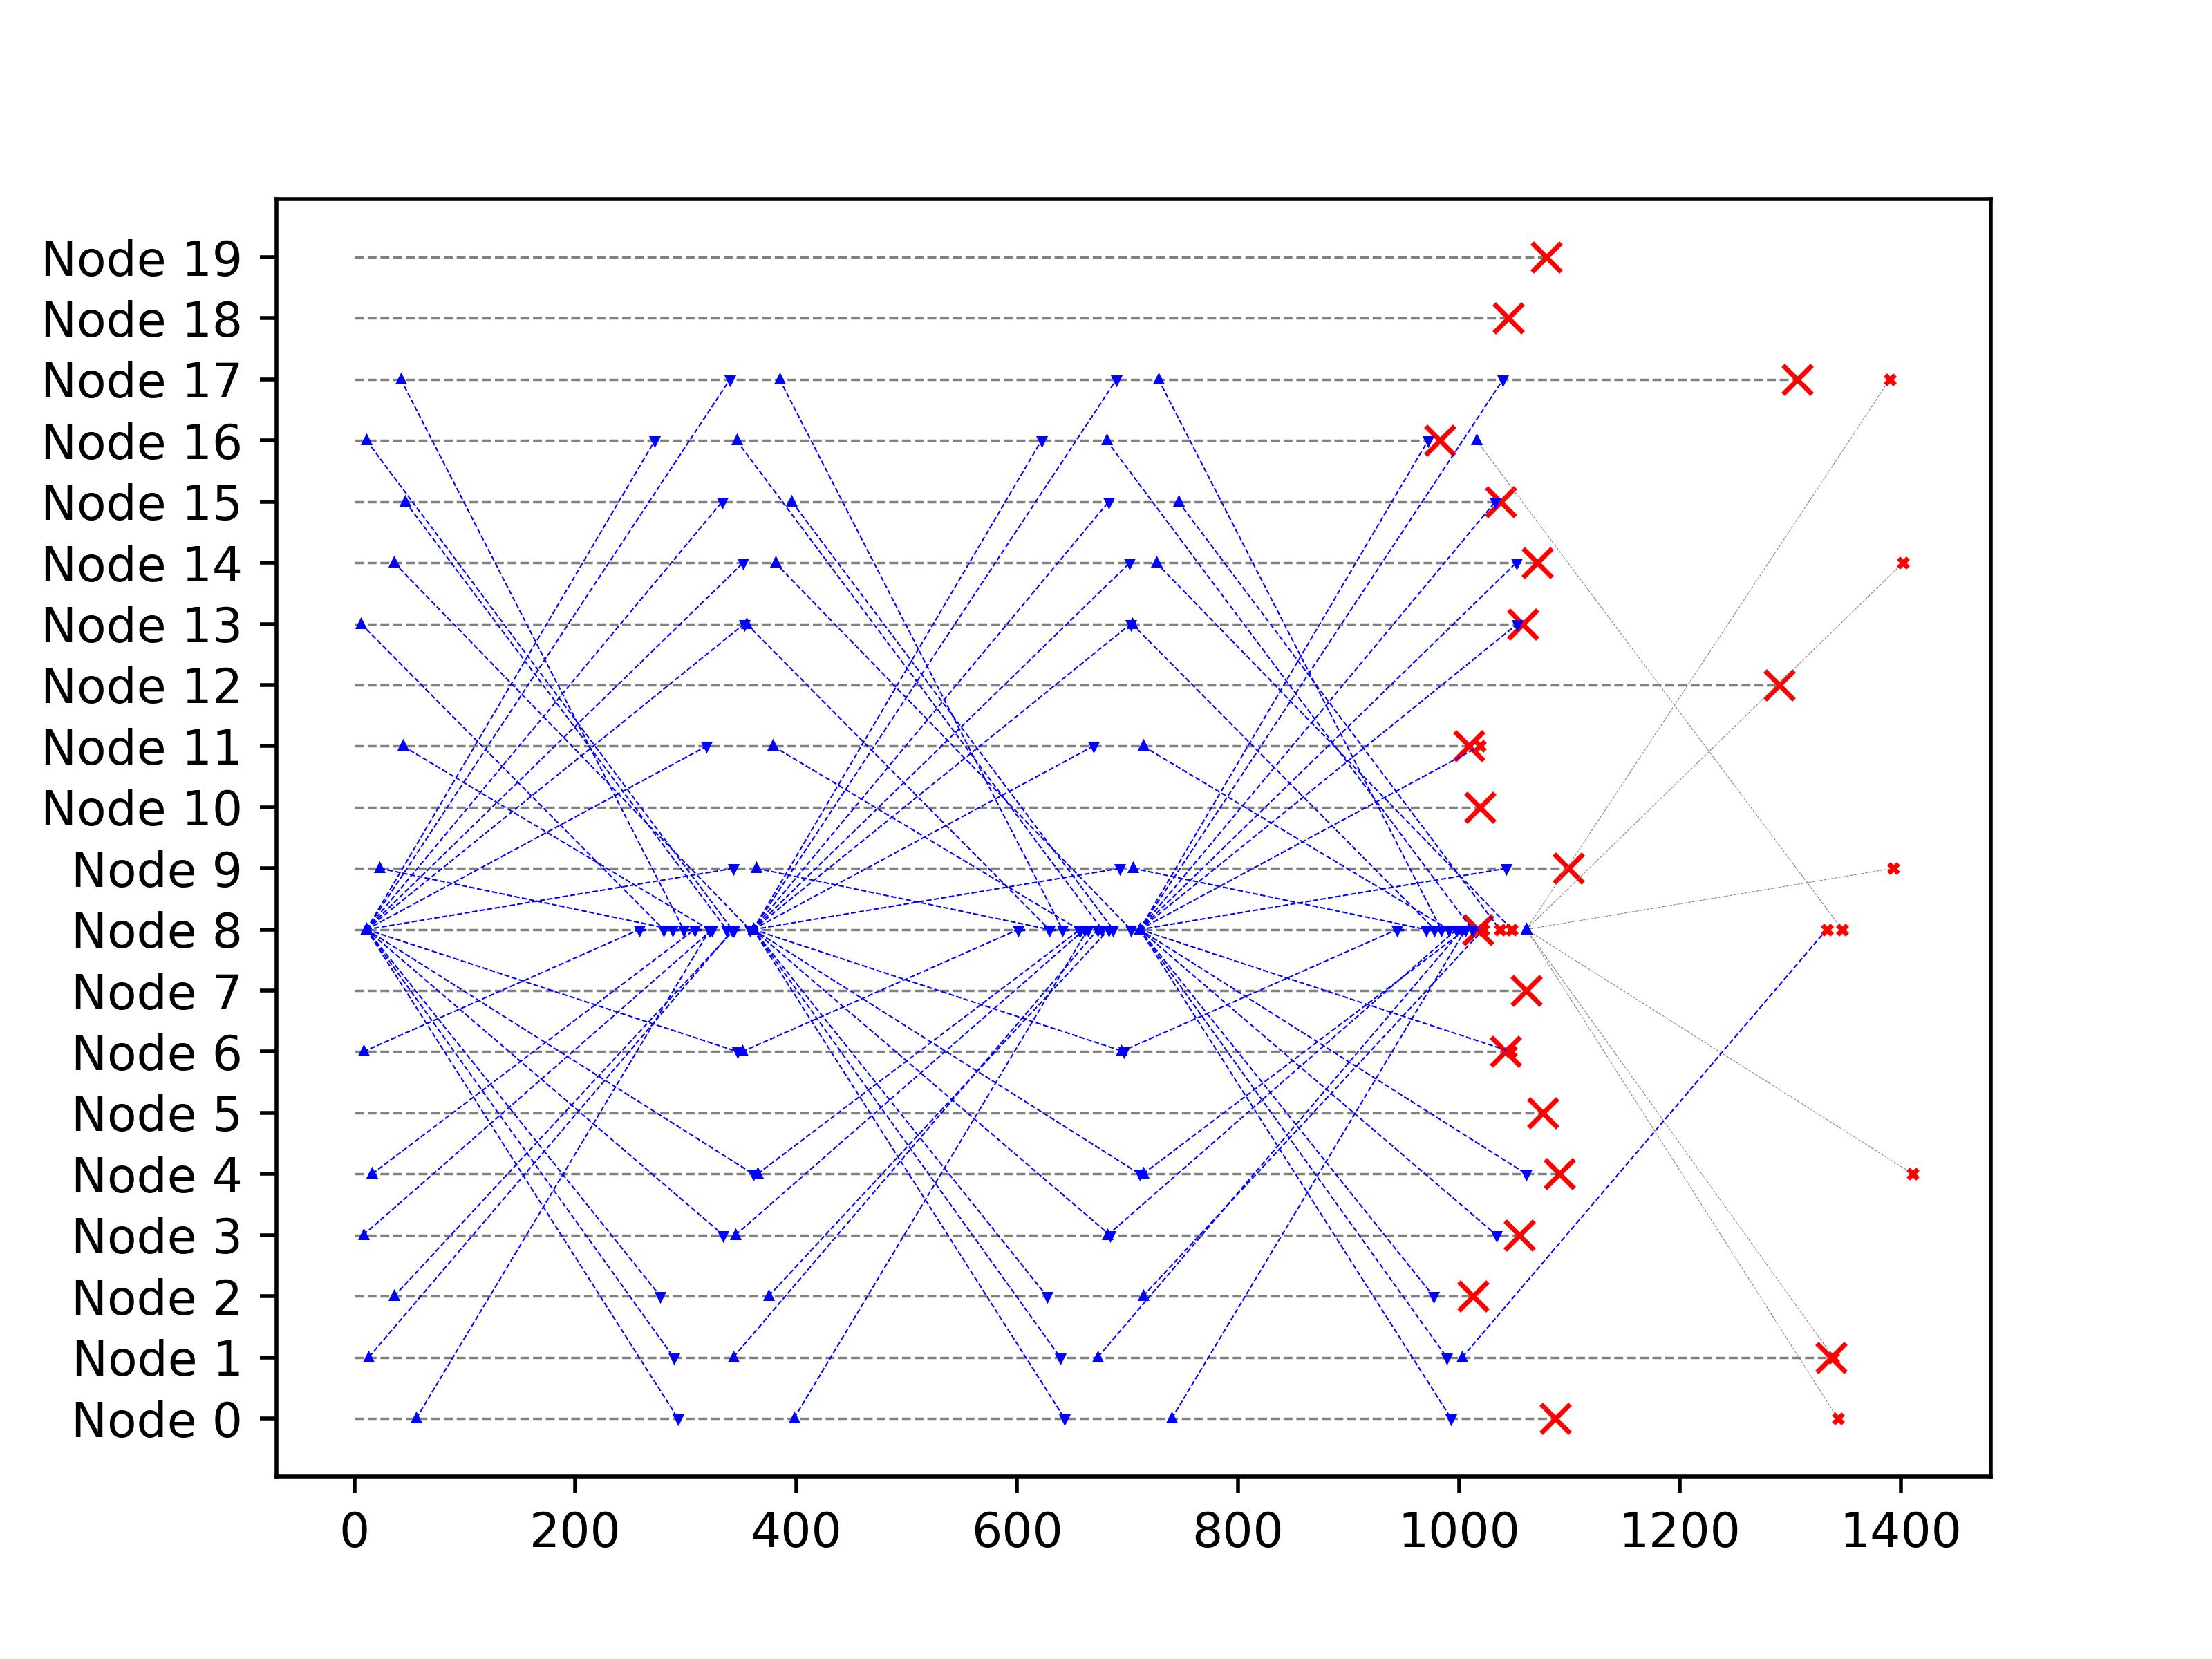 Node 19
Node 18
Node 17
Node 16
Node 15
Node 14
Node 13
Node 12
Node 11
Node 10
Node 9
Node 8
Node 7
Node 6
Node 5
Node 4
Node 3
Node 2
Node 1
Node 0
0 200 400 600 800 1000 1200 1400